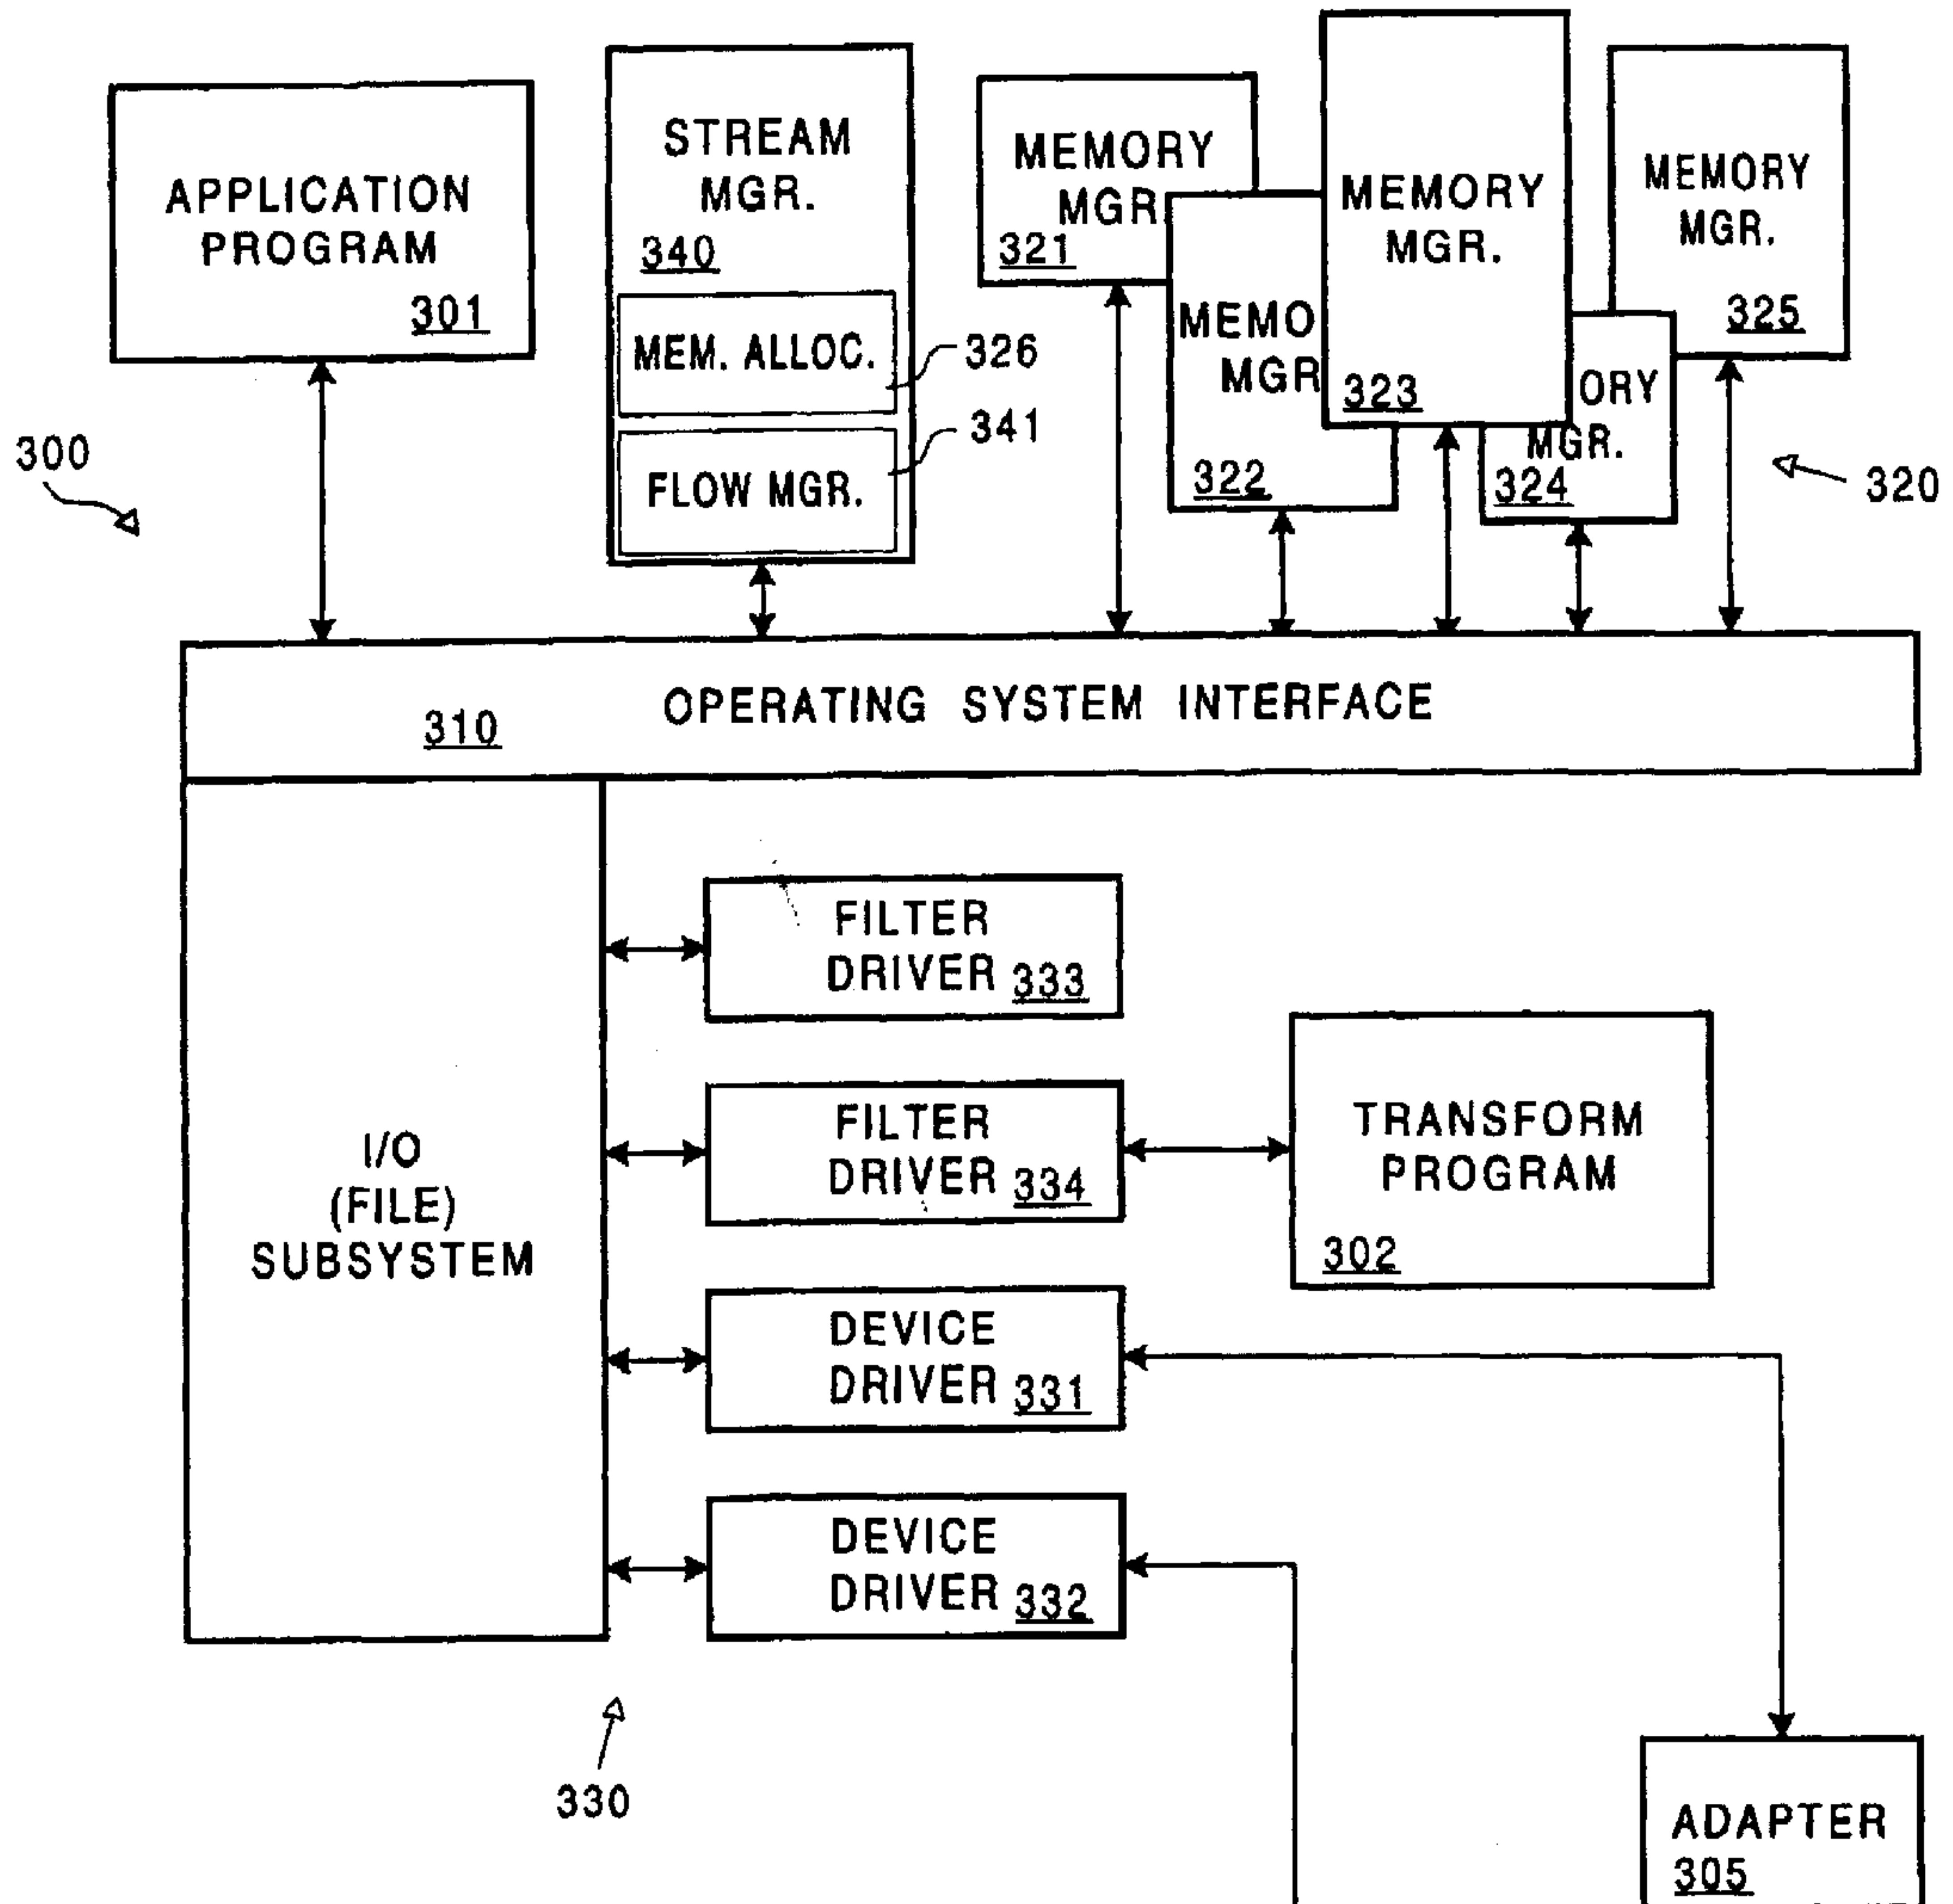 APPLICATION
PROGRAM
301
STREAM
MGR.
340
MEM. ALLOC.
326
FLOW MGR.
341
MEMORY
MGR.
321
MEMO
MGR
322
MEMORY
MGR.
323
ORY
MGR.
324
MEMORY
MGR.
325
300
320
310
OPERATING SYSTEM INTERFACE
I/O
(FILE)
SUBSYSTEM
FILTER
DRIVER 333
FILTER
DRIVER 334
TRANSFORM
PROGRAM
302
DEVICE
DRIVER 331
DEVICE
DRIVER 332
330
ADAPTER
305